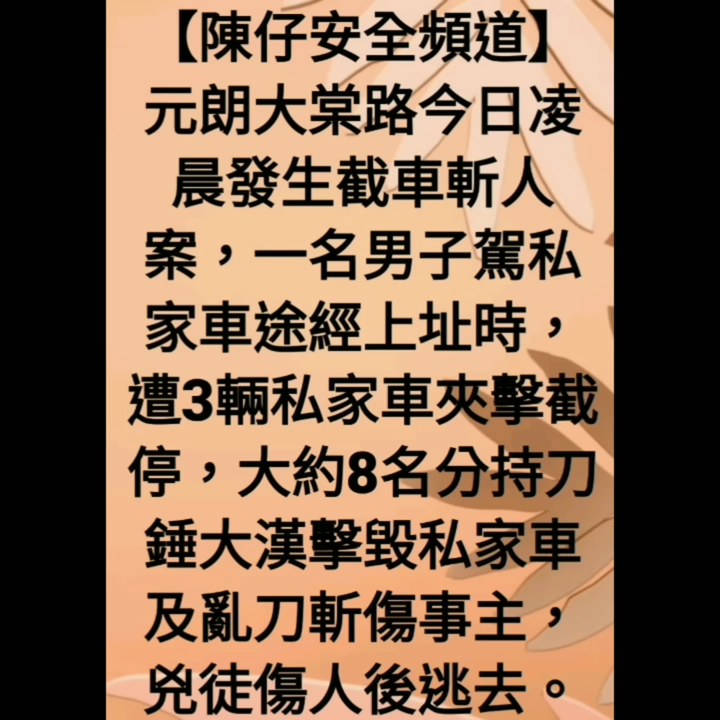 【陳仔安全頻道】
元朗大棠路今日凌
晨發生截車斬人
案，一名男子駕私
家車途經上址時，
遭3輛私家車夾擊截
停，大約8名分持刀
錘大漢擊毀私家車
及亂刀斬傷事主，
兇徒傷人後逃去。